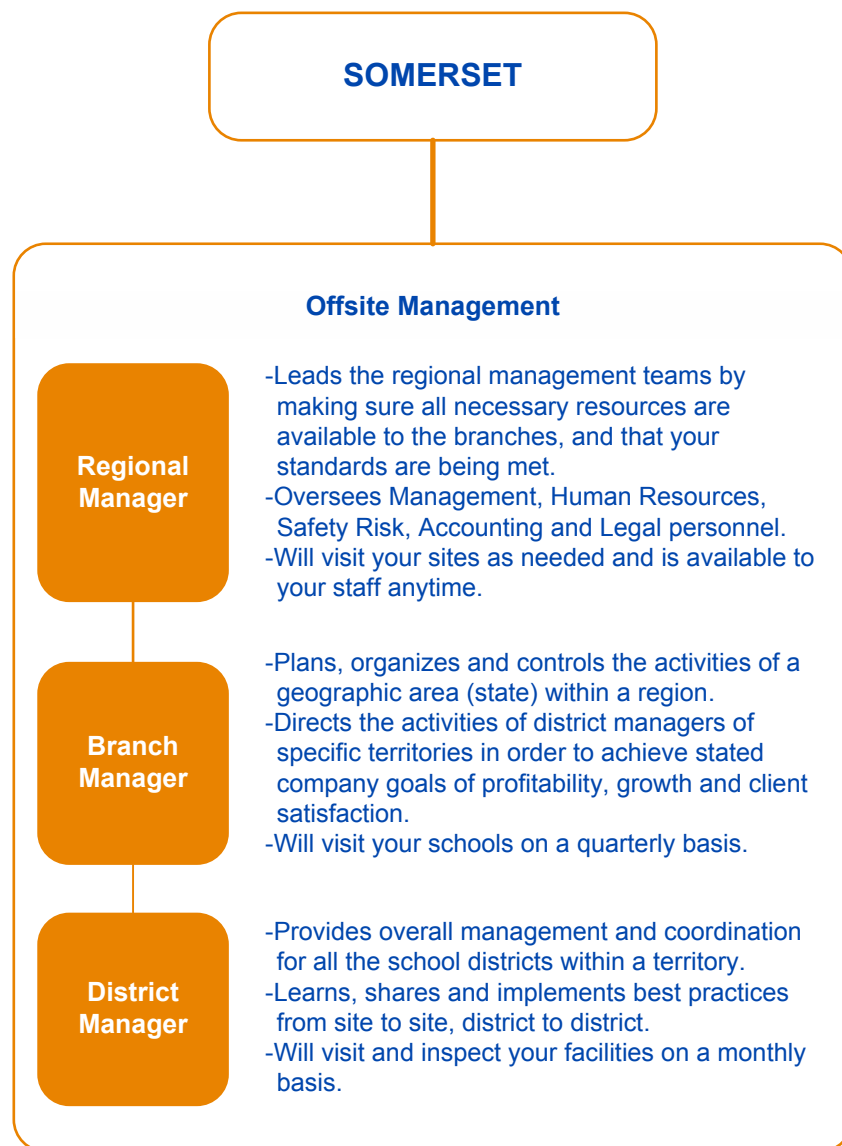 SOMERSET
Offsite Management
Regional
Manager
-Leads the regional management teams by
making sure all necessary resources are
available to the branches, and that your
standards are being met.
-Oversees Management, Human Resources,
Safety Risk, Accounting and Legal personnel.
-Will visit your sites as needed and is available to
your staff anytime.
Branch
Manager
-Plans, organizes and controls the activities of a
geographic area (state) within a region.
-Directs the activities of district managers of
specific territories in order to achieve stated
company goals of profitability, growth and client
satisfaction.
-Will visit your schools on a quarterly basis.
District
Manager
-Provides overall management and coordination
for all the school districts within a territory.
-Learns, shares and implements best practices
from site to site, district to district.
-Will visit and inspect your facilities on a monthly
basis.